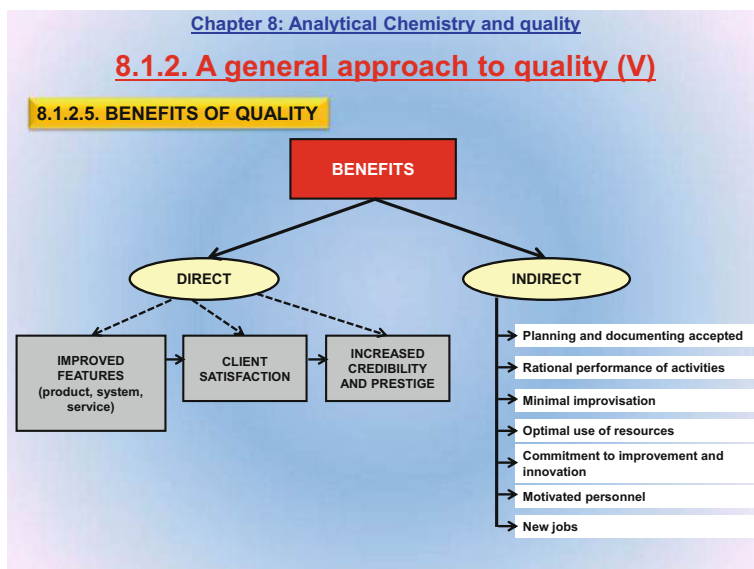 Chapter 8: Analytical Chemistry and quality
8.1.2. A general approach to quality (V)
8.1.2.5. BENEFITS OF QUALITY
BENEFITS
DIRECT
INDIRECT
IMPROVED
FEATURES
(product, system,
service)
CLIENT
SATISFACTION
INCREASED
CREDIBILITY
AND PRESTIGE
Planning and documenting accepted
Rational performance of activities
Minimal improvisation
Optimal use of resources
Commitment to improvement and
innovation
Motivated personnel
New jobs